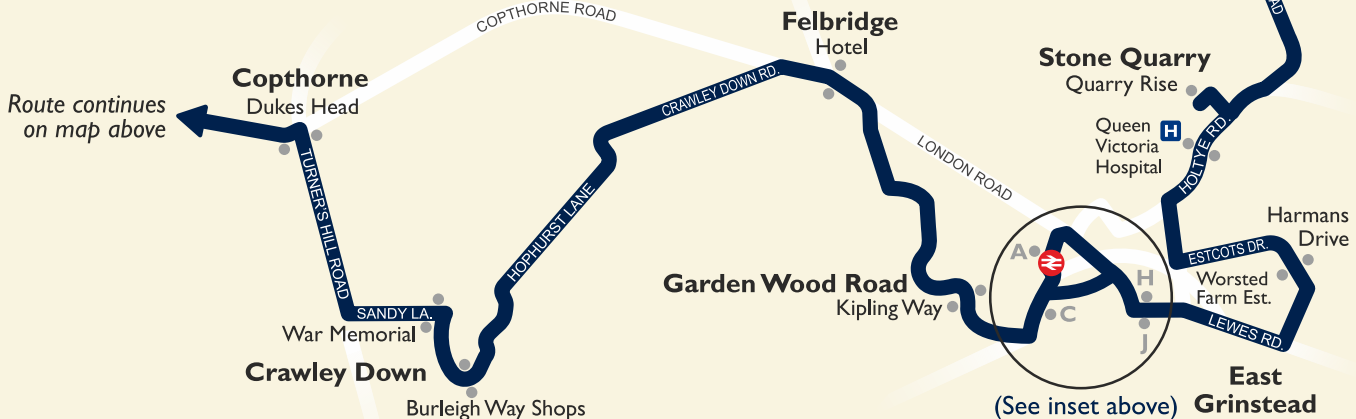 COPTHORNE ROAD
Felbridge
Hotel
AD
Stone Quarry
Quarry Rise
Copthorne
Dukes Head
Route continues
on map above
CRAWLEY DOWN RD.
Queen
Victoria
Hospital
H
HOLTYE RD.
LONDON ROAD
TURNER'S HILL ROAD
HOPHURST LANE
Harmans
Drive
A
ESTCOTS DR.
Garden Wood Road
Kipling Way
H
Worsted
Farm Est.
SANDY LA.
War Memorial
C
J
LEWES RD.
Crawley Down
Burleigh Way Shops
East
Grinstead
(See inset above)